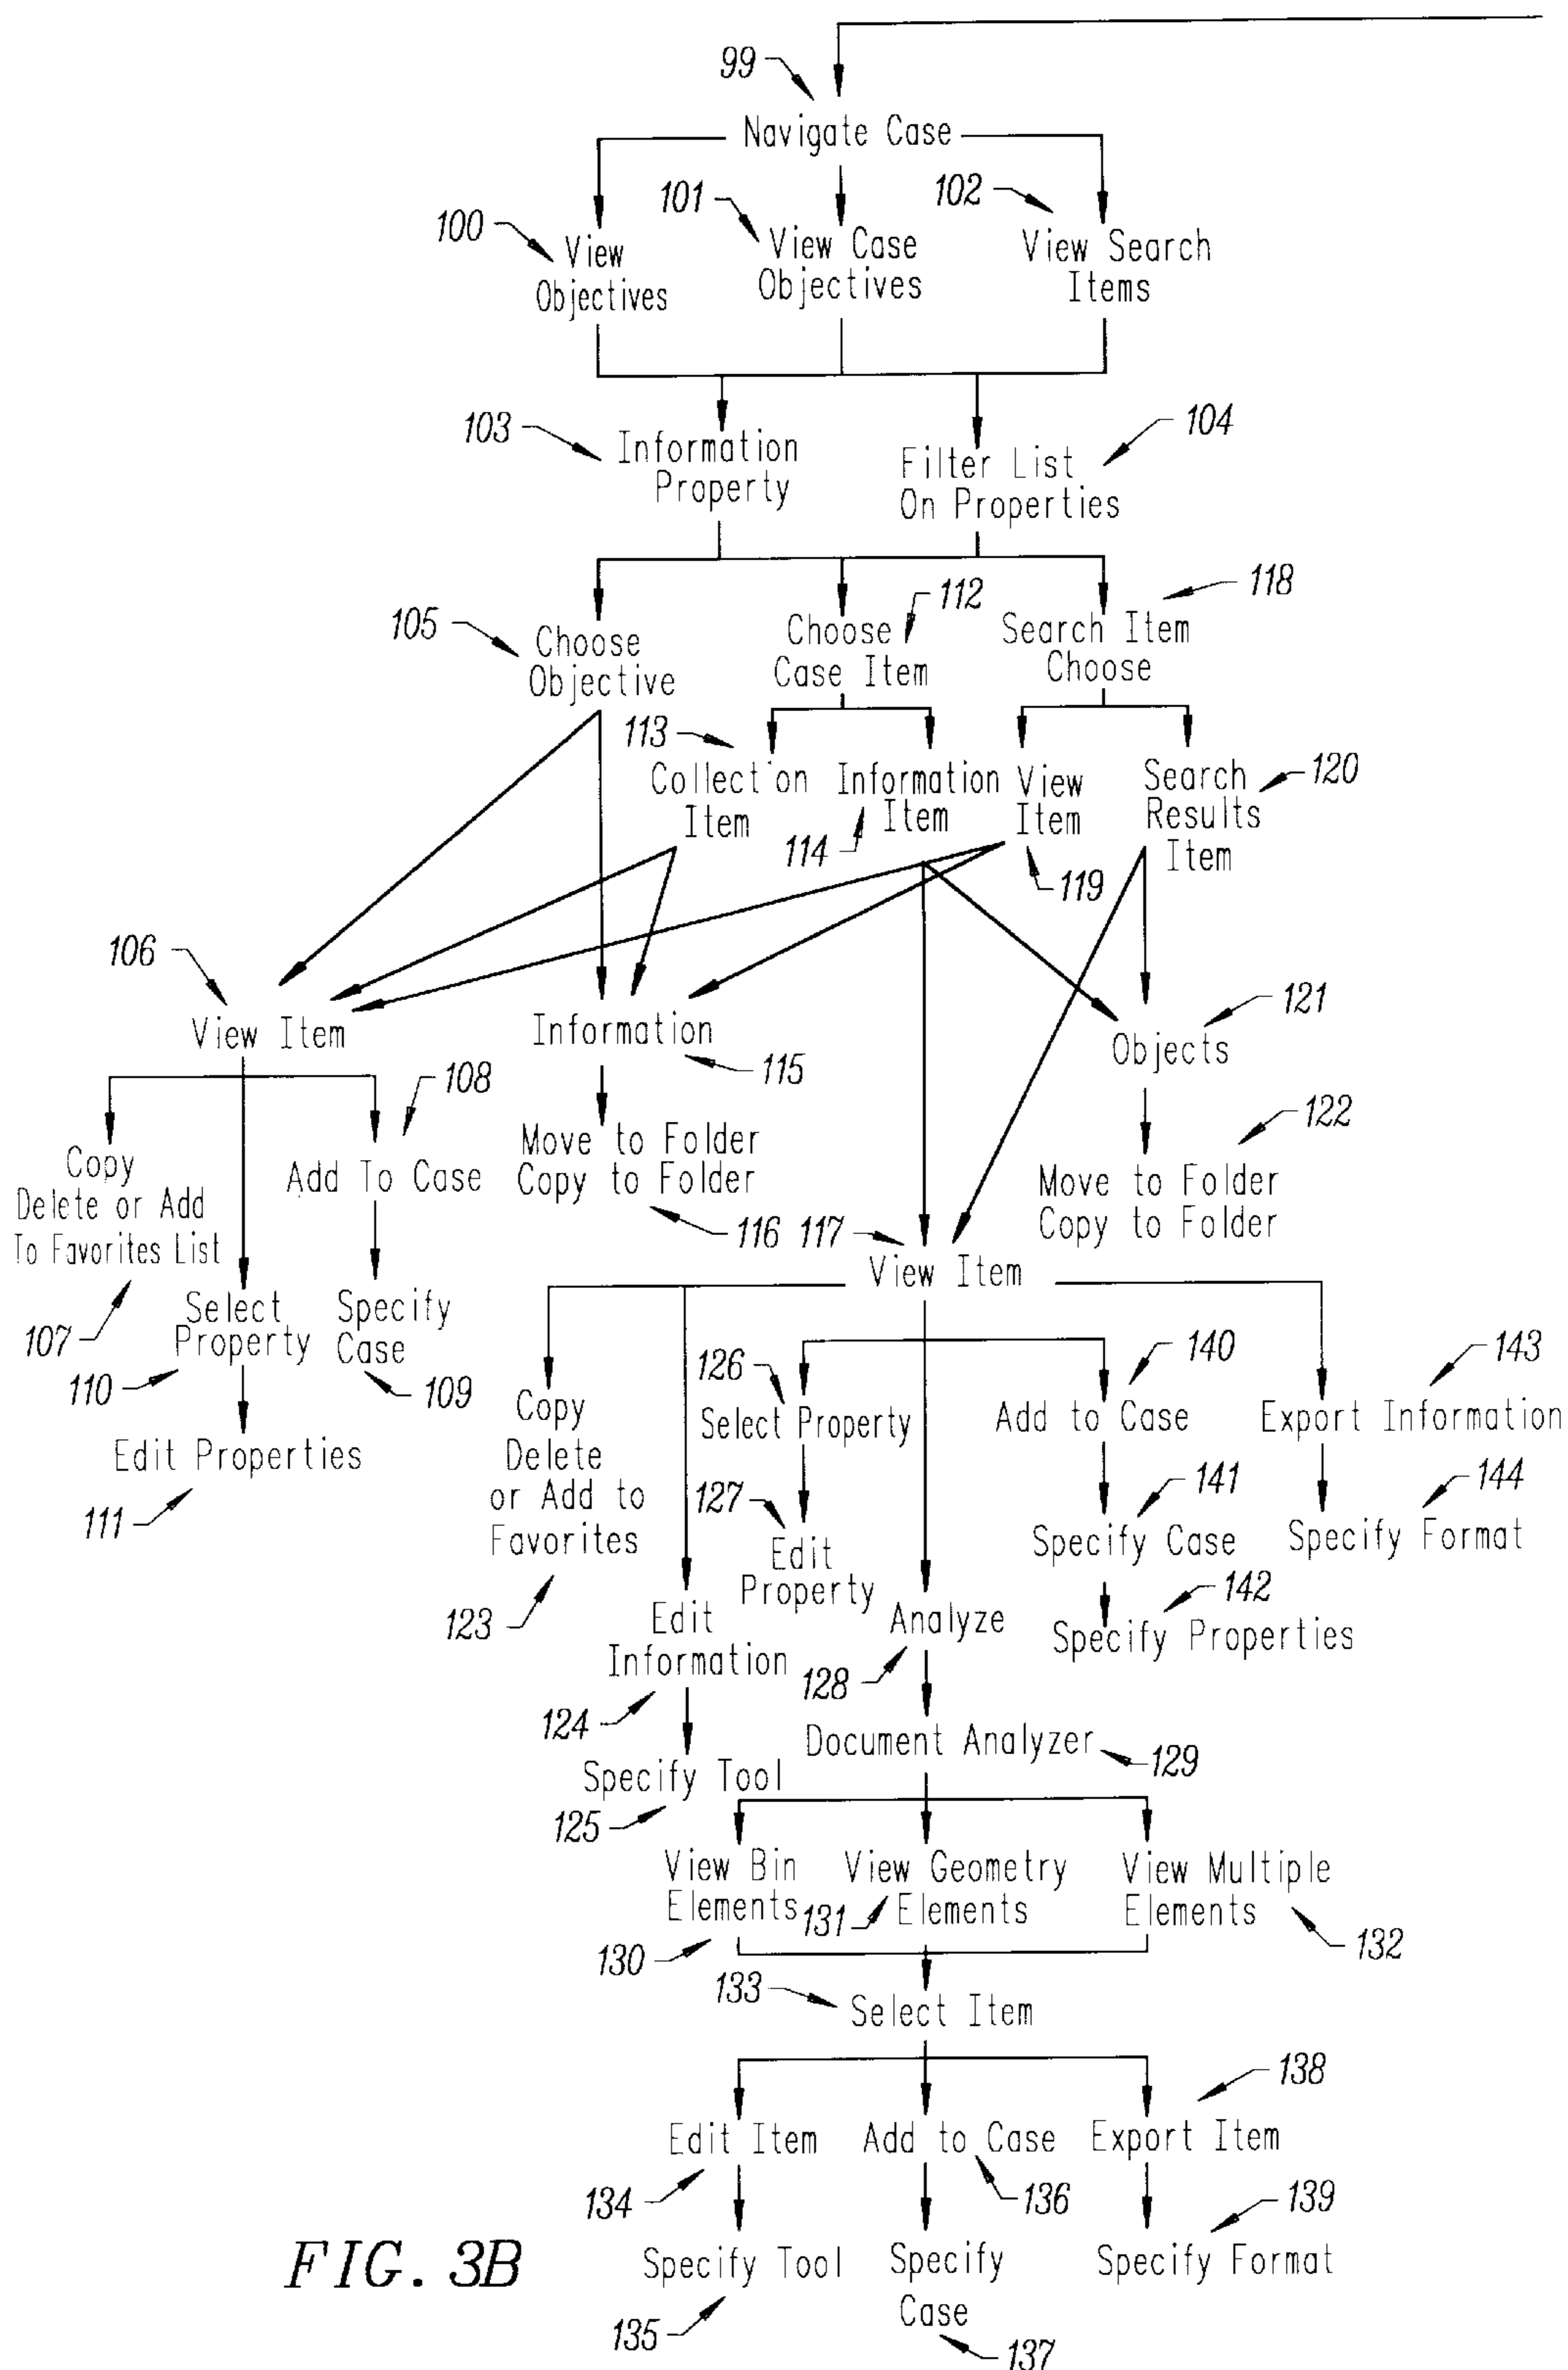 99
Navigate Case
100
101
102
View
Objectives
View Case
Objectives
View Search
Items
103
Information
Property
104
Filter List
On Properties
105
Choose
Objective
112
Choose
Case Item
118
Search Item
Choose
113
Collection
Item
Information
Item
114
View
Item
119
Search
Results
Item
120
106
View Item
Information
115
121
Objects
108
Copy
Delete or Add
To Favorites List
107
Add To Case
Move to Folder
Copy to Folder
116
122
Move to Folder
Copy to Folder
117
View Item
Select
Property
110
Specify
Case
109
Edit Properties
111
Copy
Delete
or Add to
Favorites
123
126
Select Property
127
Edit
Property
140
Add to Case
141
Specify Case
142
Specify Properties
143
Export Information
144
Specify Format
Edit
Information
124
Specify Tool
125
Analyze
128
Document Analyzer
129
View Bin
Elements
130
View Geometry
Elements
131
View Multiple
Elements
132
133
Select Item
138
Edit Item
134
Add to Case
136
Export Item
139
Specify Tool
135
Specify
Case
137
Specify Format
FIG. 3B